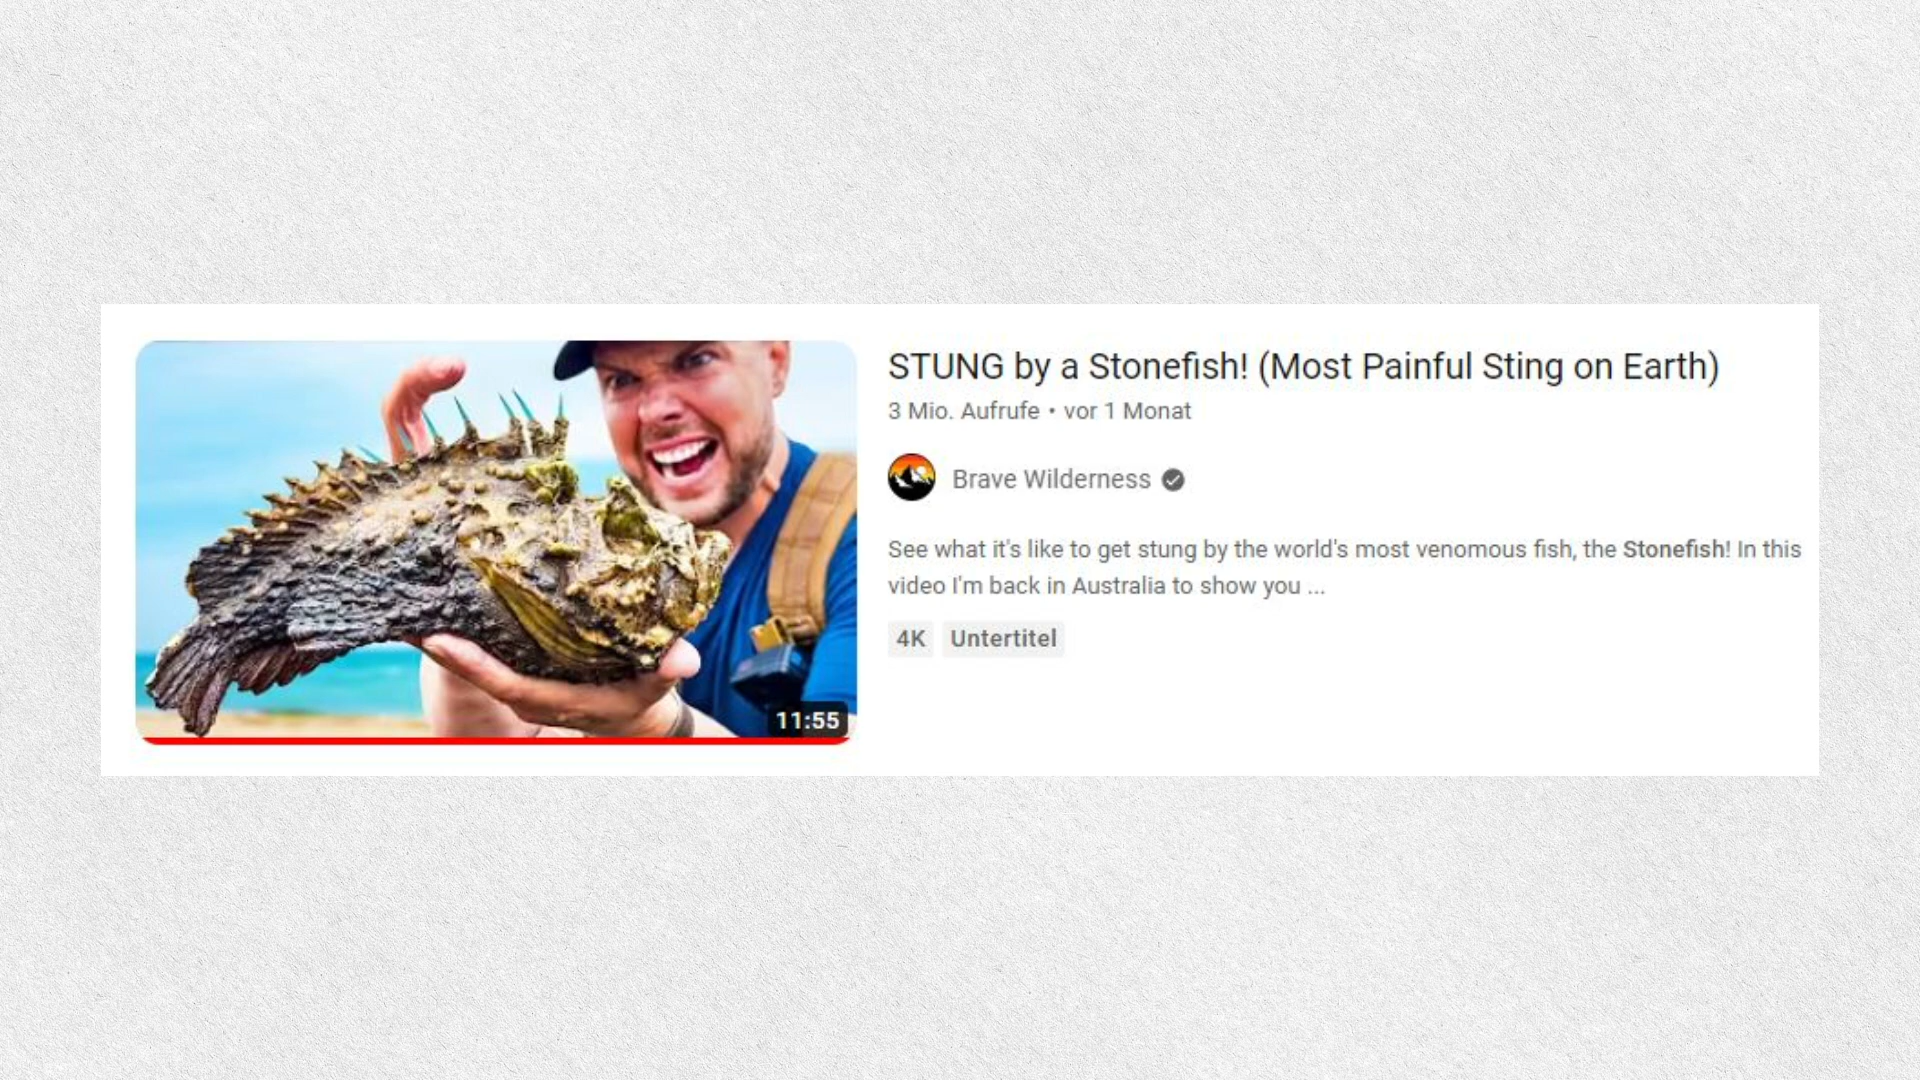 11:55
STUNG by a Stonefish! (Most Painful Sting on Earth)
3 Mio. Aufrufe • vor 1 Monat
Brave Wilderness
See what it's like to get stung by the world's most venomous fish, the Stonefish! In this
video I'm back in Australia to show you ...
4K Untertitel